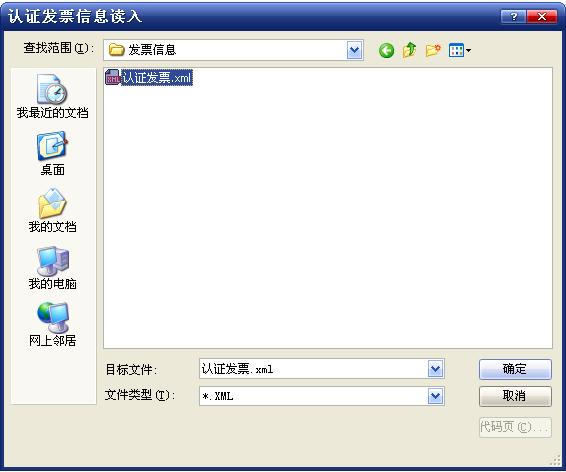 认证发票信息读入
查找范围(I):
发票信息
认证发票.xml
我最近的文档
桌面
我的文档
我的电脑
网上邻居
目标文件:
认证发票.xml
确定
文件类型(T):
*.XML
取消
代码页(C)...